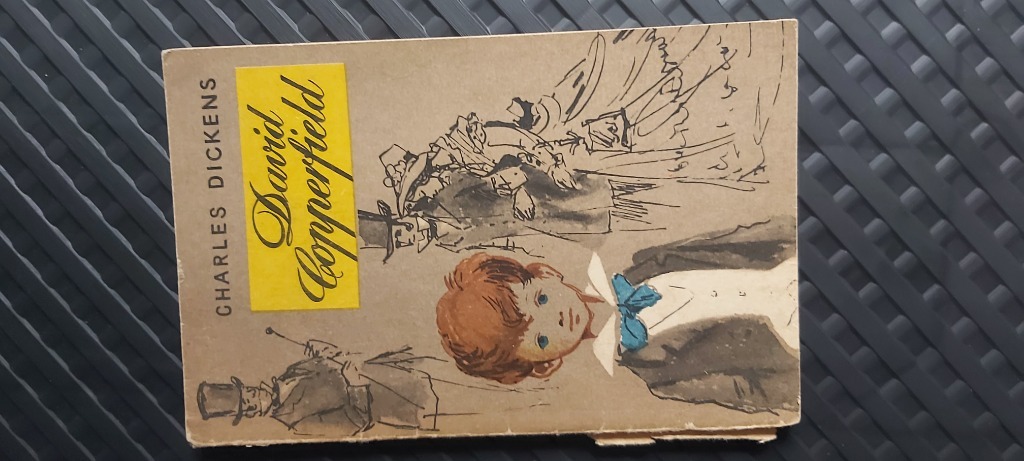 CHARLES DICKENS
David
Copperfield